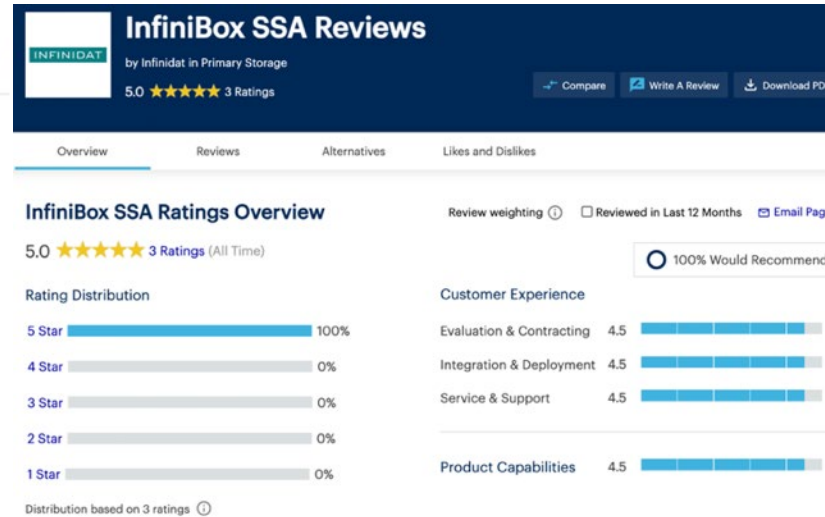 INFINIDAT
InfiniBox SSA Reviews
by Infinidat in Primary Storage
5.0 ★★★★★ 3 Ratings
Compare
Write A Review
Download PD
Overview
Reviews
Alternatives
Likes and Dislikes
InfiniBox SSA Ratings Overview
Review weighting
Reviewed in Last 12 Months
Email Pag
5.0 ★★★★★ 3 Ratings (All Time)
100% Would Recommend
Rating Distribution
5 Star 100%
4 Star 0%
3 Star 0%
2 Star 0%
1 Star 0%
Distribution based on 3 ratings
Customer Experience
Evaluation & Contracting 4.5
Integration & Deployment 4.5
Service & Support 4.5
Product Capabilities 4.5